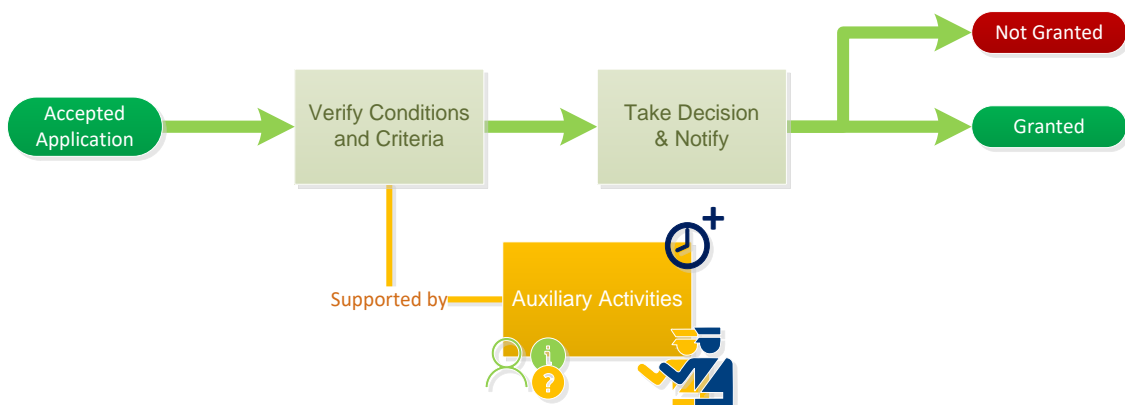 Not Granted
Accepted
Application
Verify Conditions
and Criteria
Take Decision
& Notify
Granted
Supported by
Auxiliary Activities
i
?